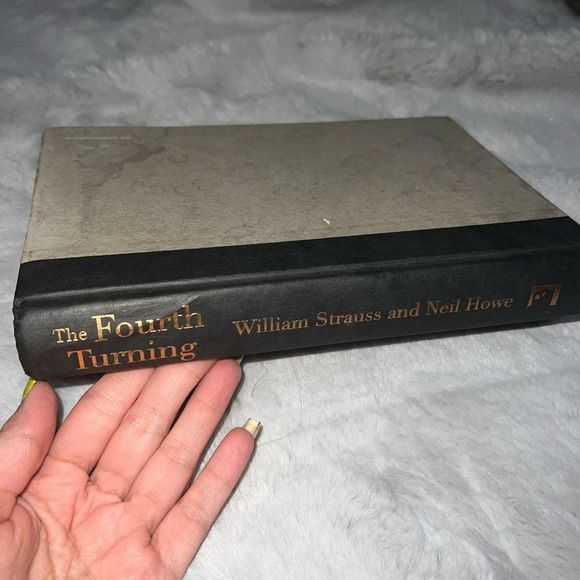 The Fourth
Turning
William Strauss and Neil Howe